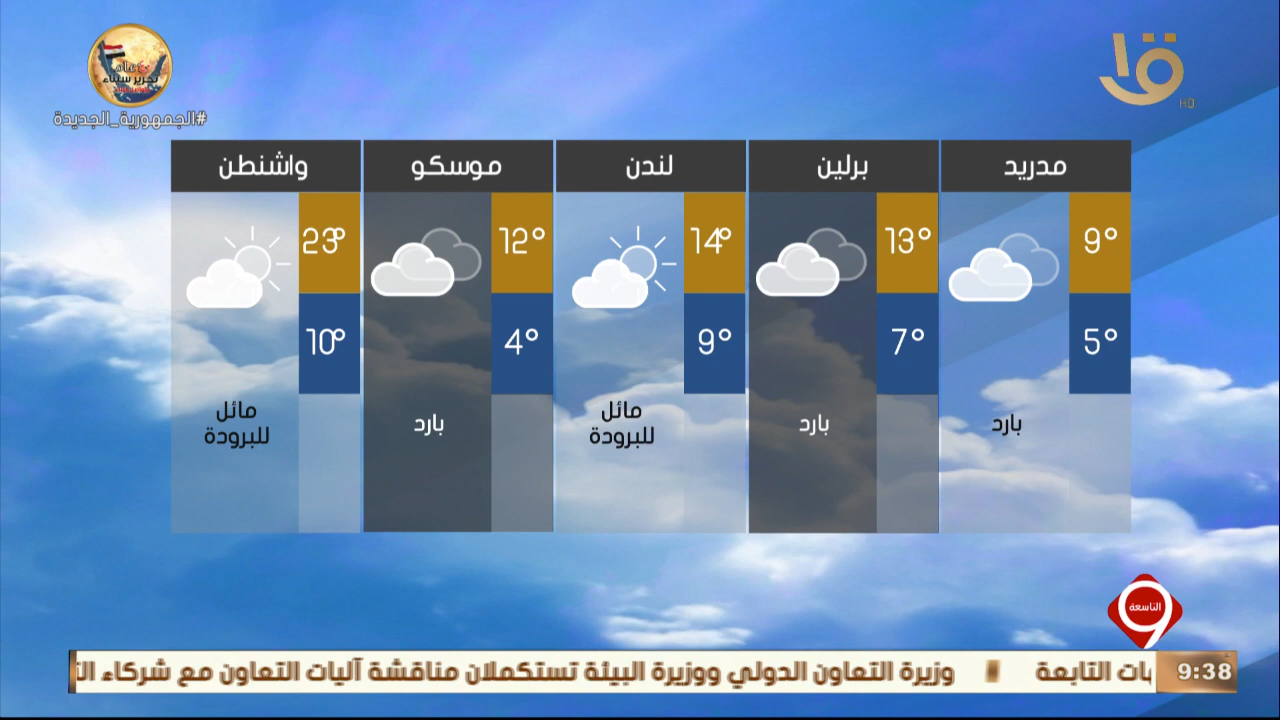 عام
تحرير سيناء
#الجمهورية_الجديدة
HD
مدريد
9°
5°
بارد
برلين
13°
7°
بارد
لندن
14°
9°
مائل
للبرودة
موسكو
12°
4°
بارد
واشنطن
23°
10°
مائل
للبرودة
التاسعة
9
9:38
التابعة
وزيرة التعاون الدولي ووزيرة البيئة تستكملان مناقشة آليات التعاون مع شركاء